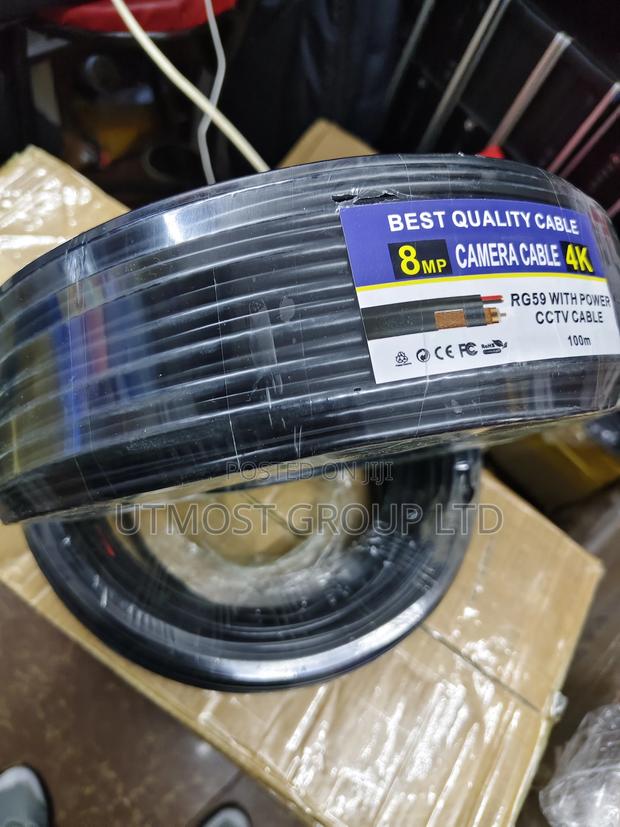 BEST QUALITY CABLE
8MP CAMERA CABLE 4K
RG59 WITH POWER
CCTV CABLE
100m
CE FC RoHS
POSTED ON JIJI
UTMOST GROUP LTD